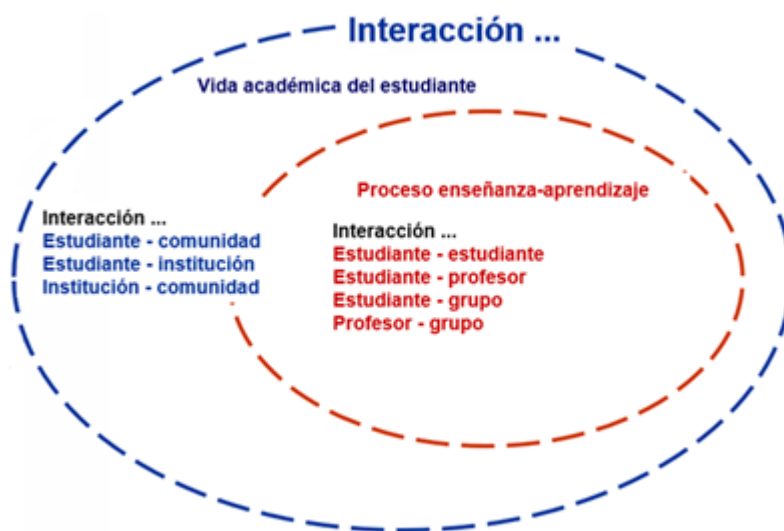 Interacción ...
Vida académica del estudiante
Proceso enseñanza-aprendizaje
Interacción ...
Estudiante - comunidad
Estudiante - institución
Institución - comunidad
Interacción ...
Estudiante - estudiante
Estudiante - profesor
Estudiante - grupo
Profesor - grupo